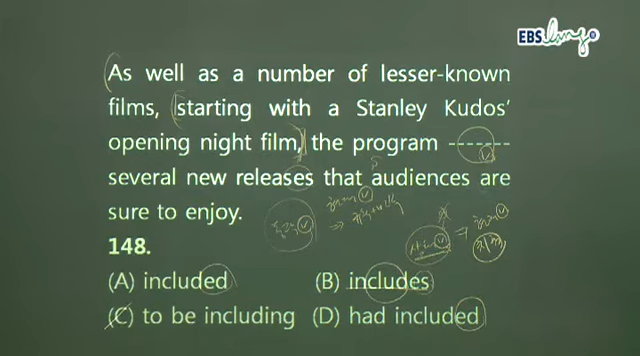 EBSlang
As well as a number of lesser-known
films, starting with a Stanley Kudos'
opening night film, the program -------
several new releases that audiences are
sure to enjoy.
148.
(A) included (B) includes
(C) to be including (D) had included